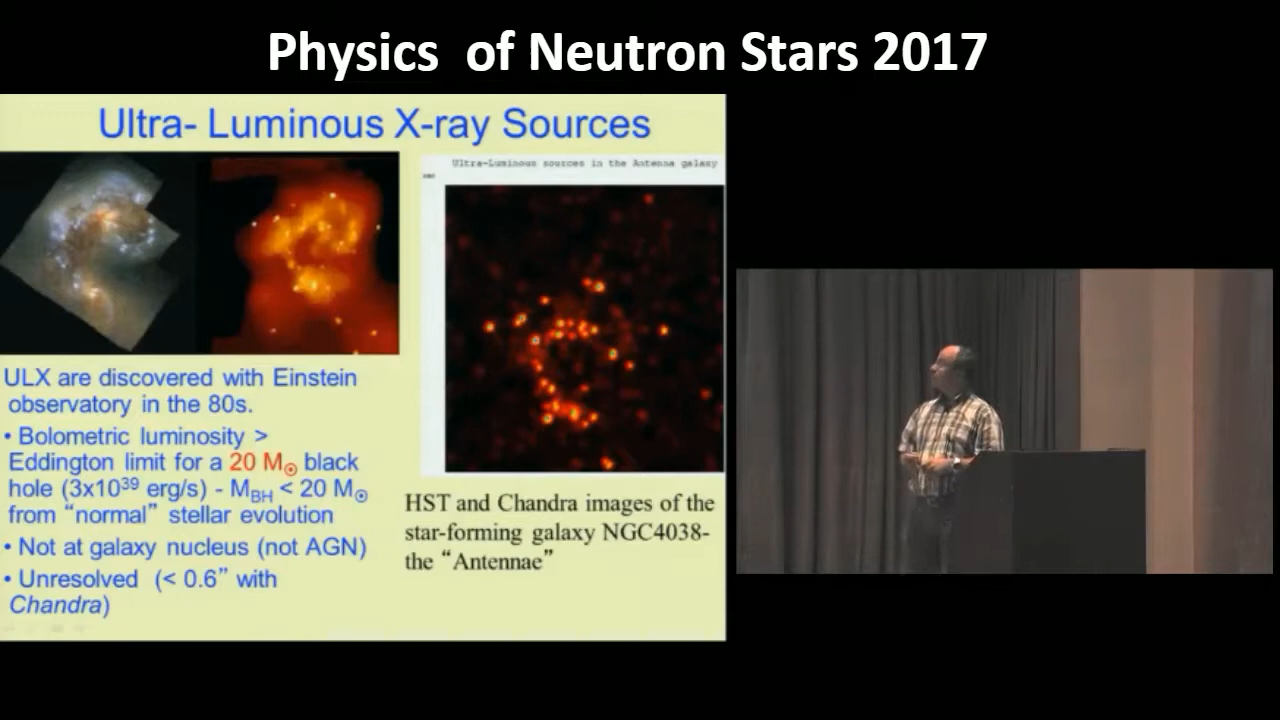 Physics of Neutron Stars 2017
Ultra- Luminous X-ray Sources
Ultra-Luminous sources in the Antenna galaxy
ULX are discovered with Einstein
observatory in the 80s.
• Bolometric luminosity >
Eddington limit for a 20 M☉ black
hole (3x10³⁹ erg/s) - M_BH < 20 M☉
from “normal” stellar evolution
• Not at galaxy nucleus (not AGN)
• Unresolved (< 0.6” with
Chandra)
HST and Chandra images of the
star-forming galaxy NGC4038-
the “Antennae”